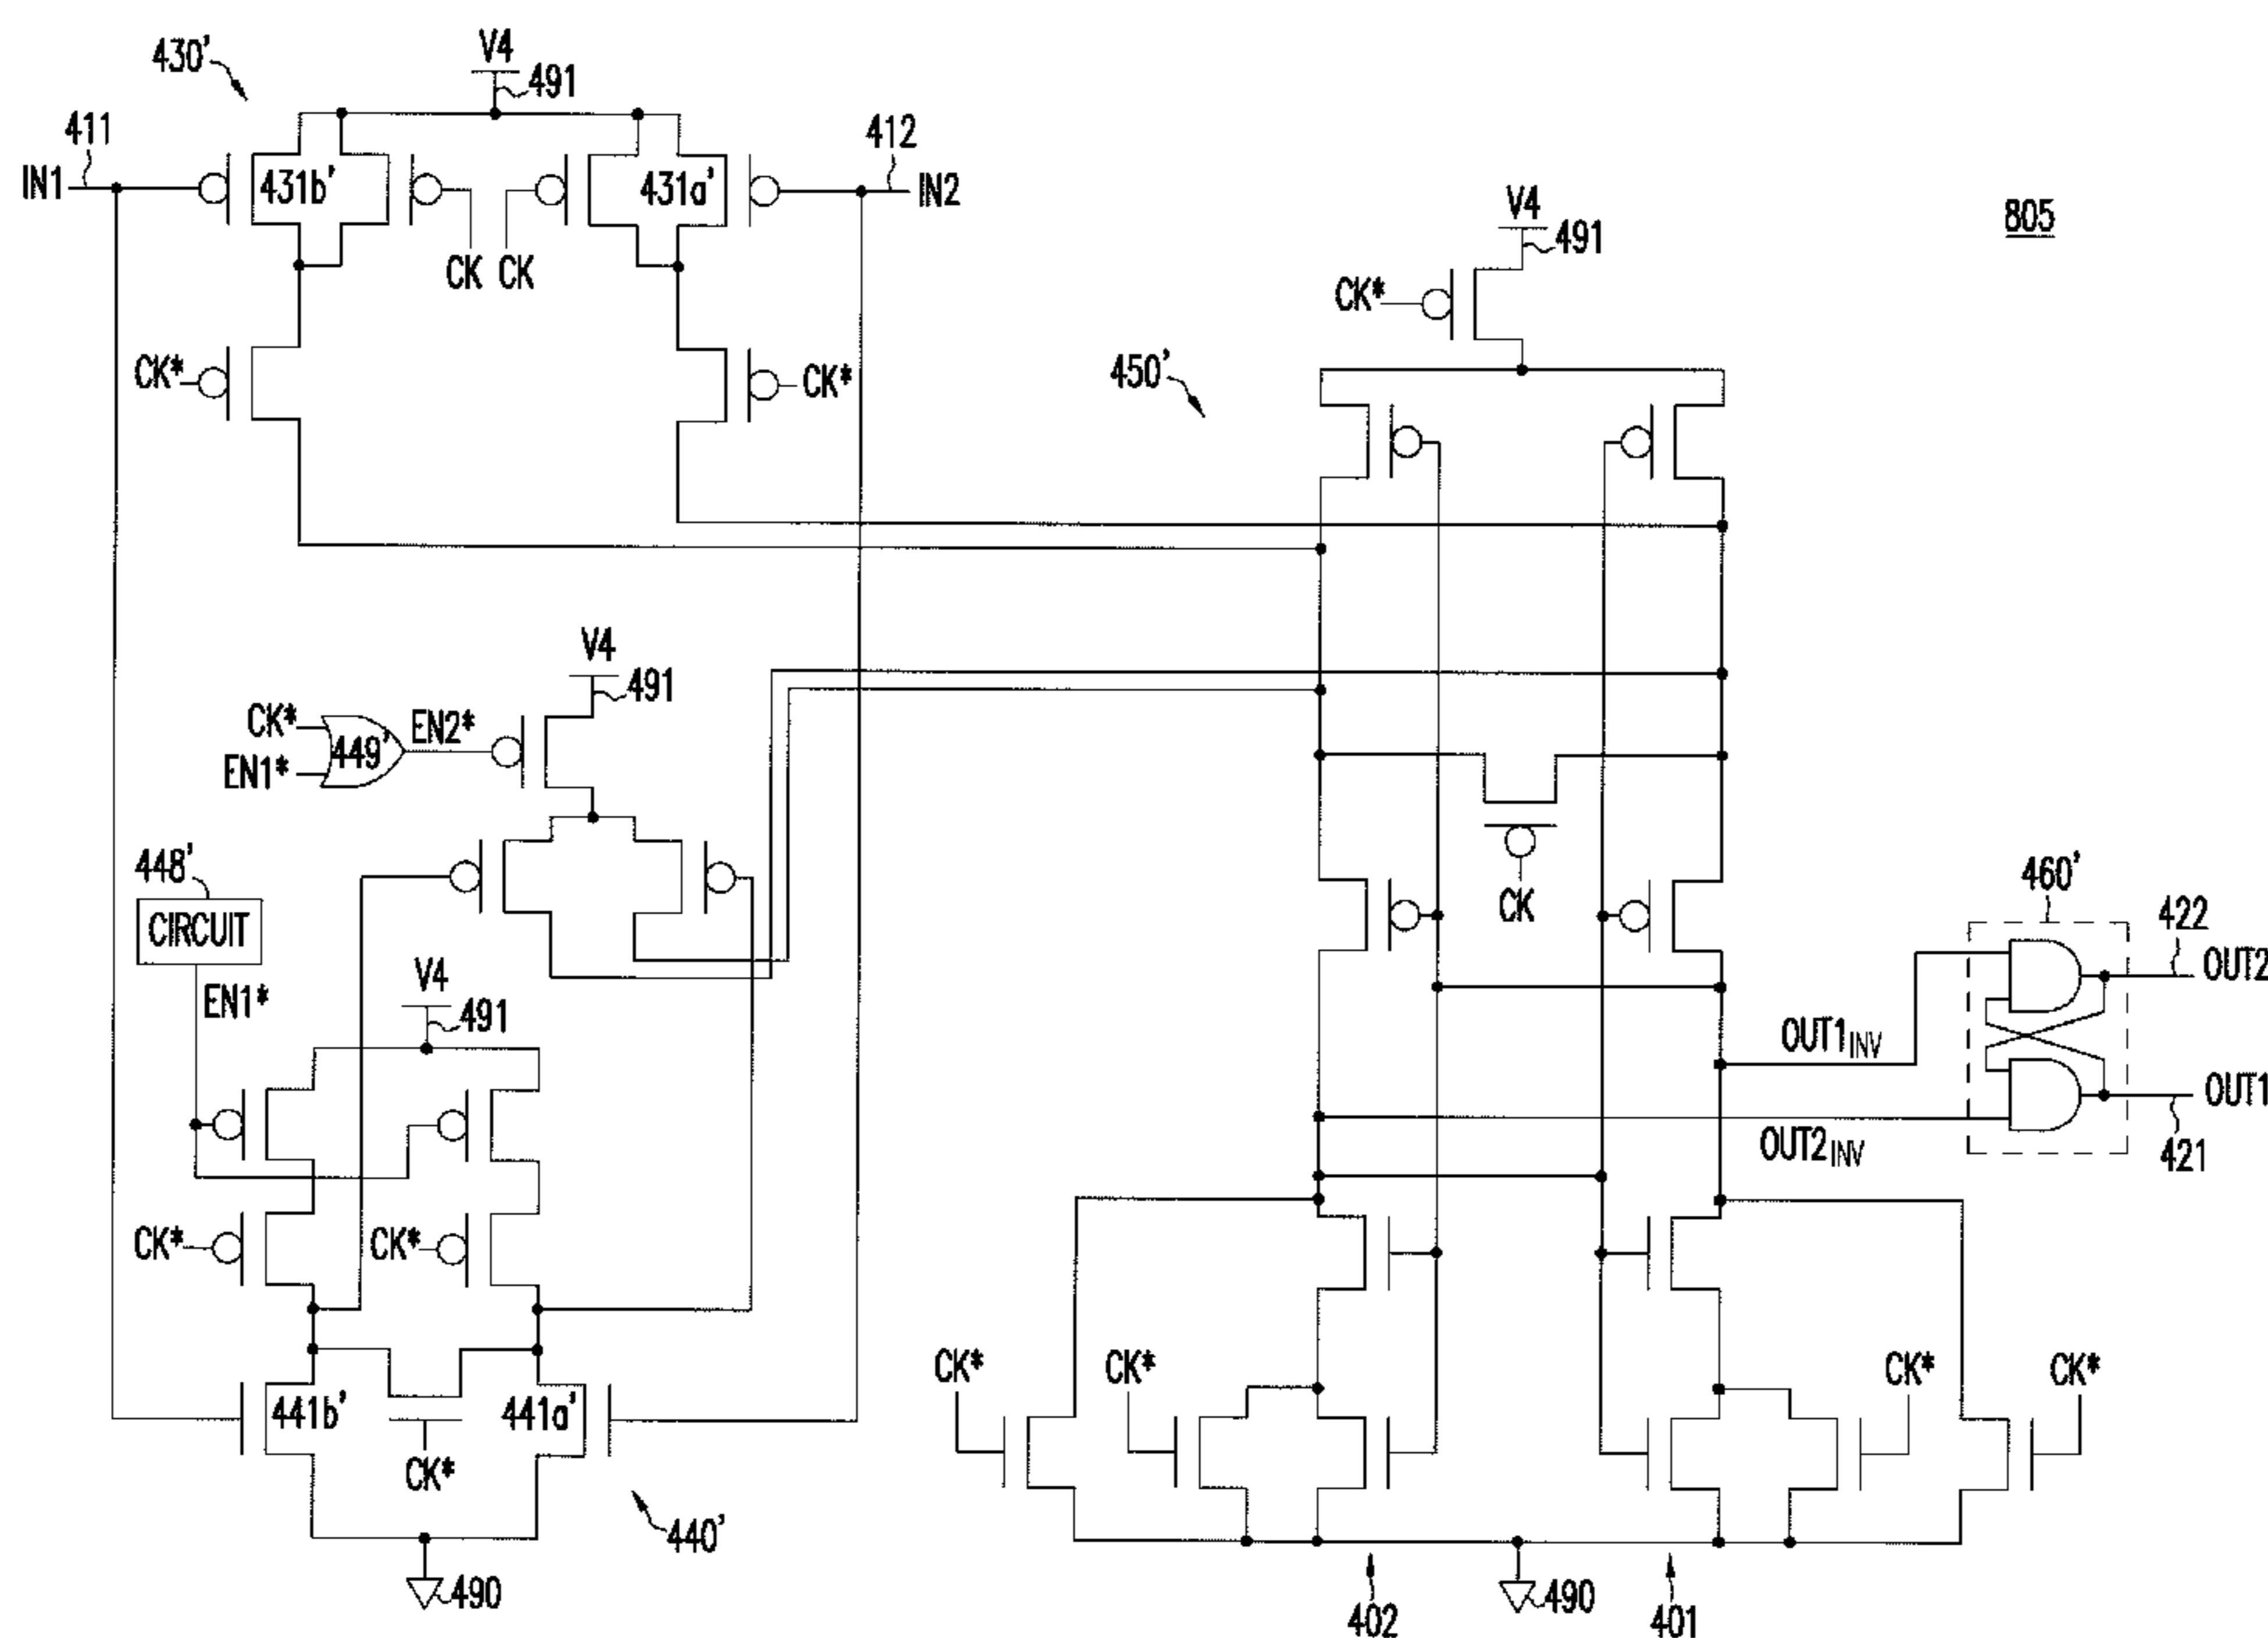 430'
V4
491
411
412
IN1
431b'
431a'
IN2
CK
CK
V4
491
805
CK*
CK*
CK*
450'
V4
491
CK*
449'
EN2*
EN1*
448'
CIRCUIT
EN1*
V4
491
CK
460'
422
OUT2
OUT1INV
OUT1
OUT2INV
421
CK*
CK*
441b'
441a'
CK*
CK*
CK*
CK*
CK*
440'
490
490
402
401